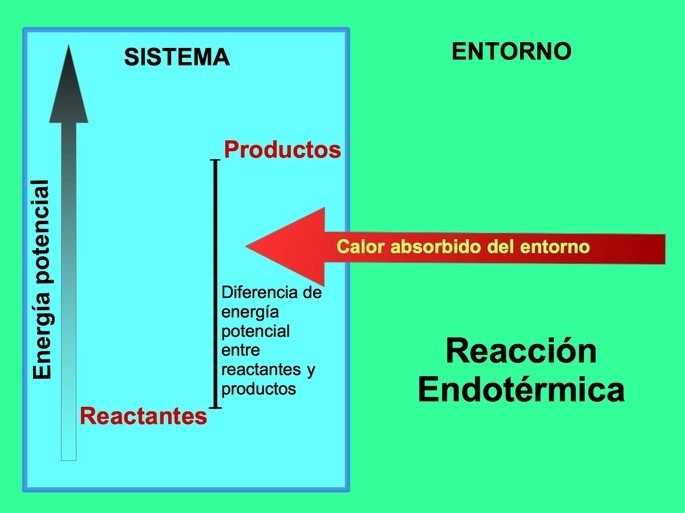 SISTEMA
ENTORNO
Energía potencial
Productos
Calor absorbido del entorno
Diferencia de
energía
potencial
entre
reactantes y
productos
Reactantes
Reacción
Endotérmica